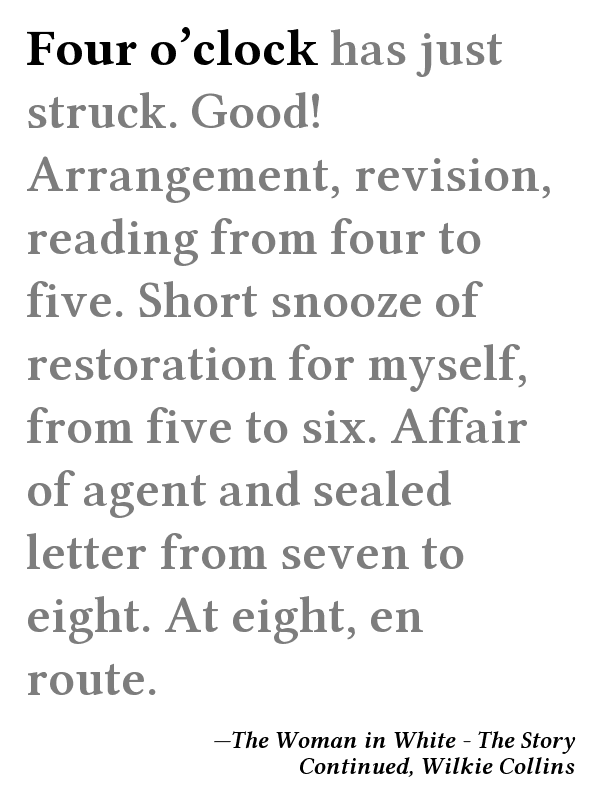 Four o’clock has just
struck. Good!
Arrangement, revision,
reading from four to
five. Short snooze of
restoration for myself,
from five to six. Affair
of agent and sealed
letter from seven to
eight. At eight, en
route.
—The Woman in White - The Story
Continued, Wilkie Collins